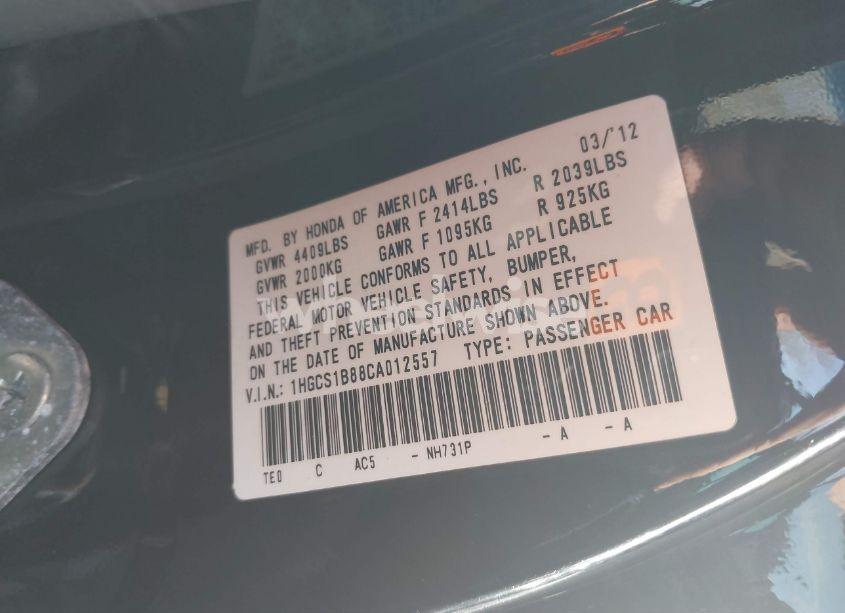 03/'12
MFD. BY HONDA OF AMERICA MFG., INC.
GVWR 4409LBS GAWR F 2414LBS R 2039LBS
GVWR 2000KG GAWR F 1095KG R 925KG
THIS VEHICLE CONFORMS TO ALL APPLICABLE
FEDERAL MOTOR VEHICLE SAFETY, BUMPER,
AND THEFT PREVENTION STANDARDS IN EFFECT
ON THE DATE OF MANUFACTURE SHOWN ABOVE.
V.I.N.: 1HGCS1B88CA012557 TYPE: PASSENGER CAR
TE0 C AC5 - NH731P - A - A